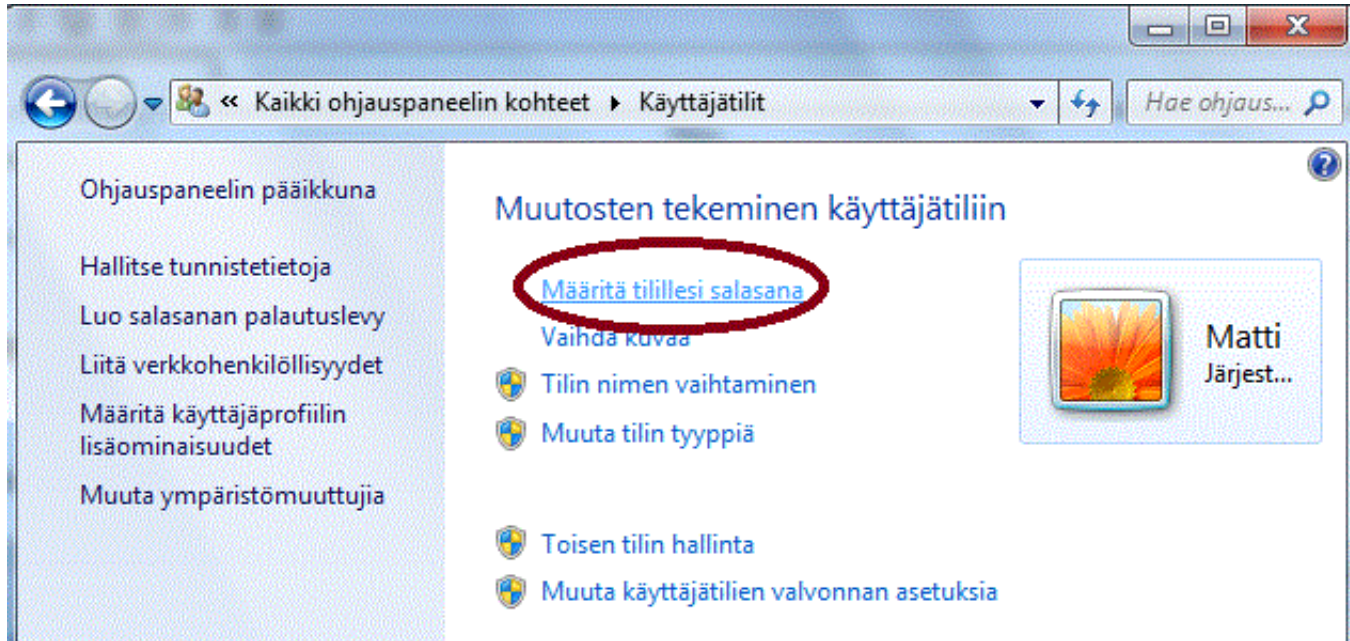 « Kaikki ohjauspaneelin kohteet ▸ Käyttäjätilit
Hae ohjaus...
Ohjauspaneelin pääikkuna
Hallitse tunnistetietoja
Luo salasanan palautuslevy
Liitä verkkohenkilöllisyydet
Määritä käyttäjäprofiilin
lisäominaisuudet
Muuta ympäristömuuttujia
Muutosten tekeminen käyttäjätiliin
Määritä tilillesi salasana
Vaihda kuvaa
Tilin nimen vaihtaminen
Muuta tilin tyyppiä
Toisen tilin hallinta
Muuta käyttäjätilien valvonnan asetuksia
Matti
Järjest...